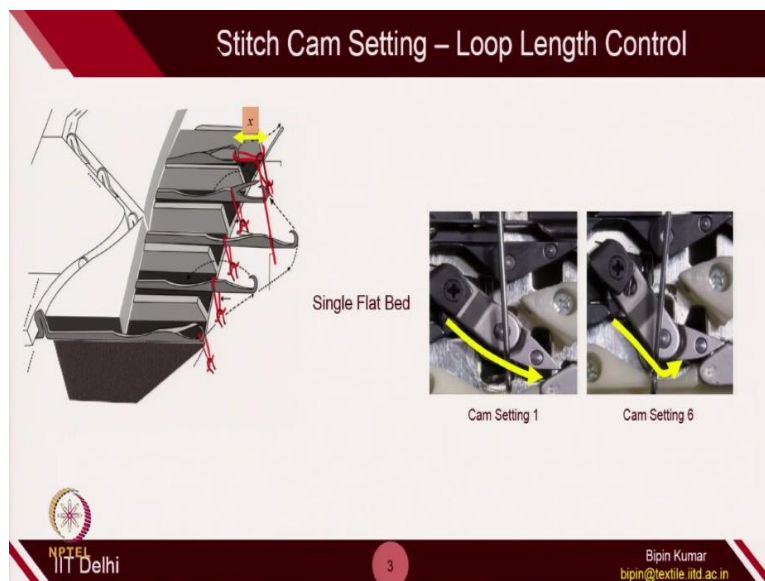 Stitch Cam Setting – Loop Length Control
x
Single Flat Bed
Cam Setting 1
Cam Setting 6
NPTEL
IIT Delhi
3
Bipin Kumar
bipin@textile.iitd.ac.in